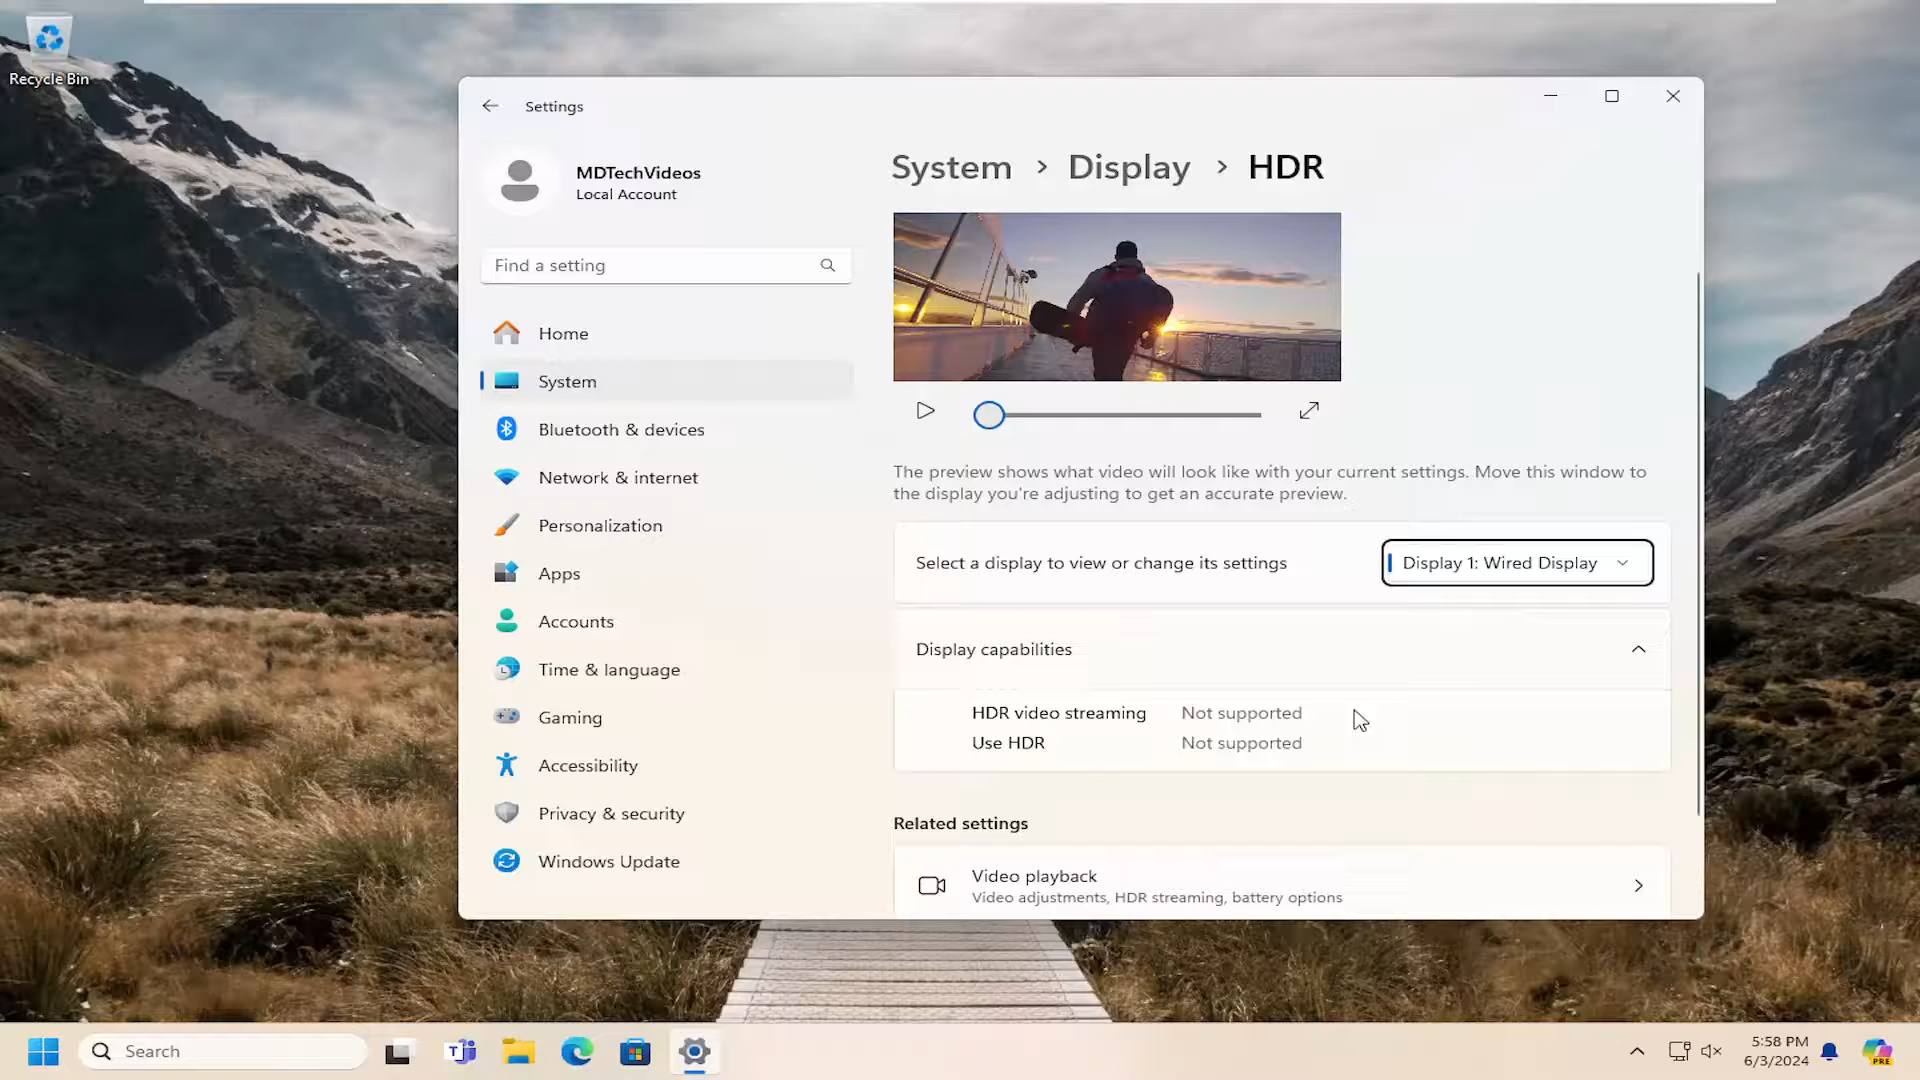 Recycle Bin
Settings
MDTechVideos
Local Account
Find a setting
Home
System
Bluetooth & devices
Network & internet
Personalization
Apps
Accounts
Time & language
Gaming
Accessibility
Privacy & security
Windows Update
System > Display > HDR
The preview shows what video will look like with your current settings. Move this window to
the display you're adjusting to get an accurate preview.
Select a display to view or change its settings
Display 1: Wired Display
Display capabilities
HDR video streaming Not supported
Use HDR Not supported
Related settings
Video playback
Video adjustments, HDR streaming, battery options
Search
T
5:58 PM
6/3/2024
PRE